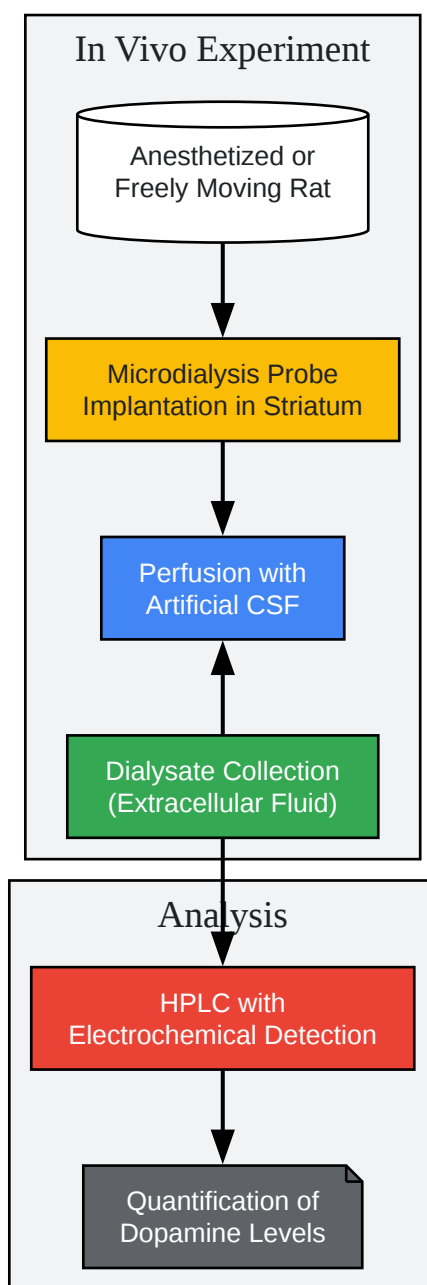 In Vivo Experiment
Anesthetized or
Freely Moving Rat
Microdialysis Probe
Implantation in Striatum
Perfusion with
Artificial CSF
Dialysate Collection
(Extracellular Fluid)
Analysis
HPLC with
Electrochemical Detection
Quantification of
Dopamine Levels